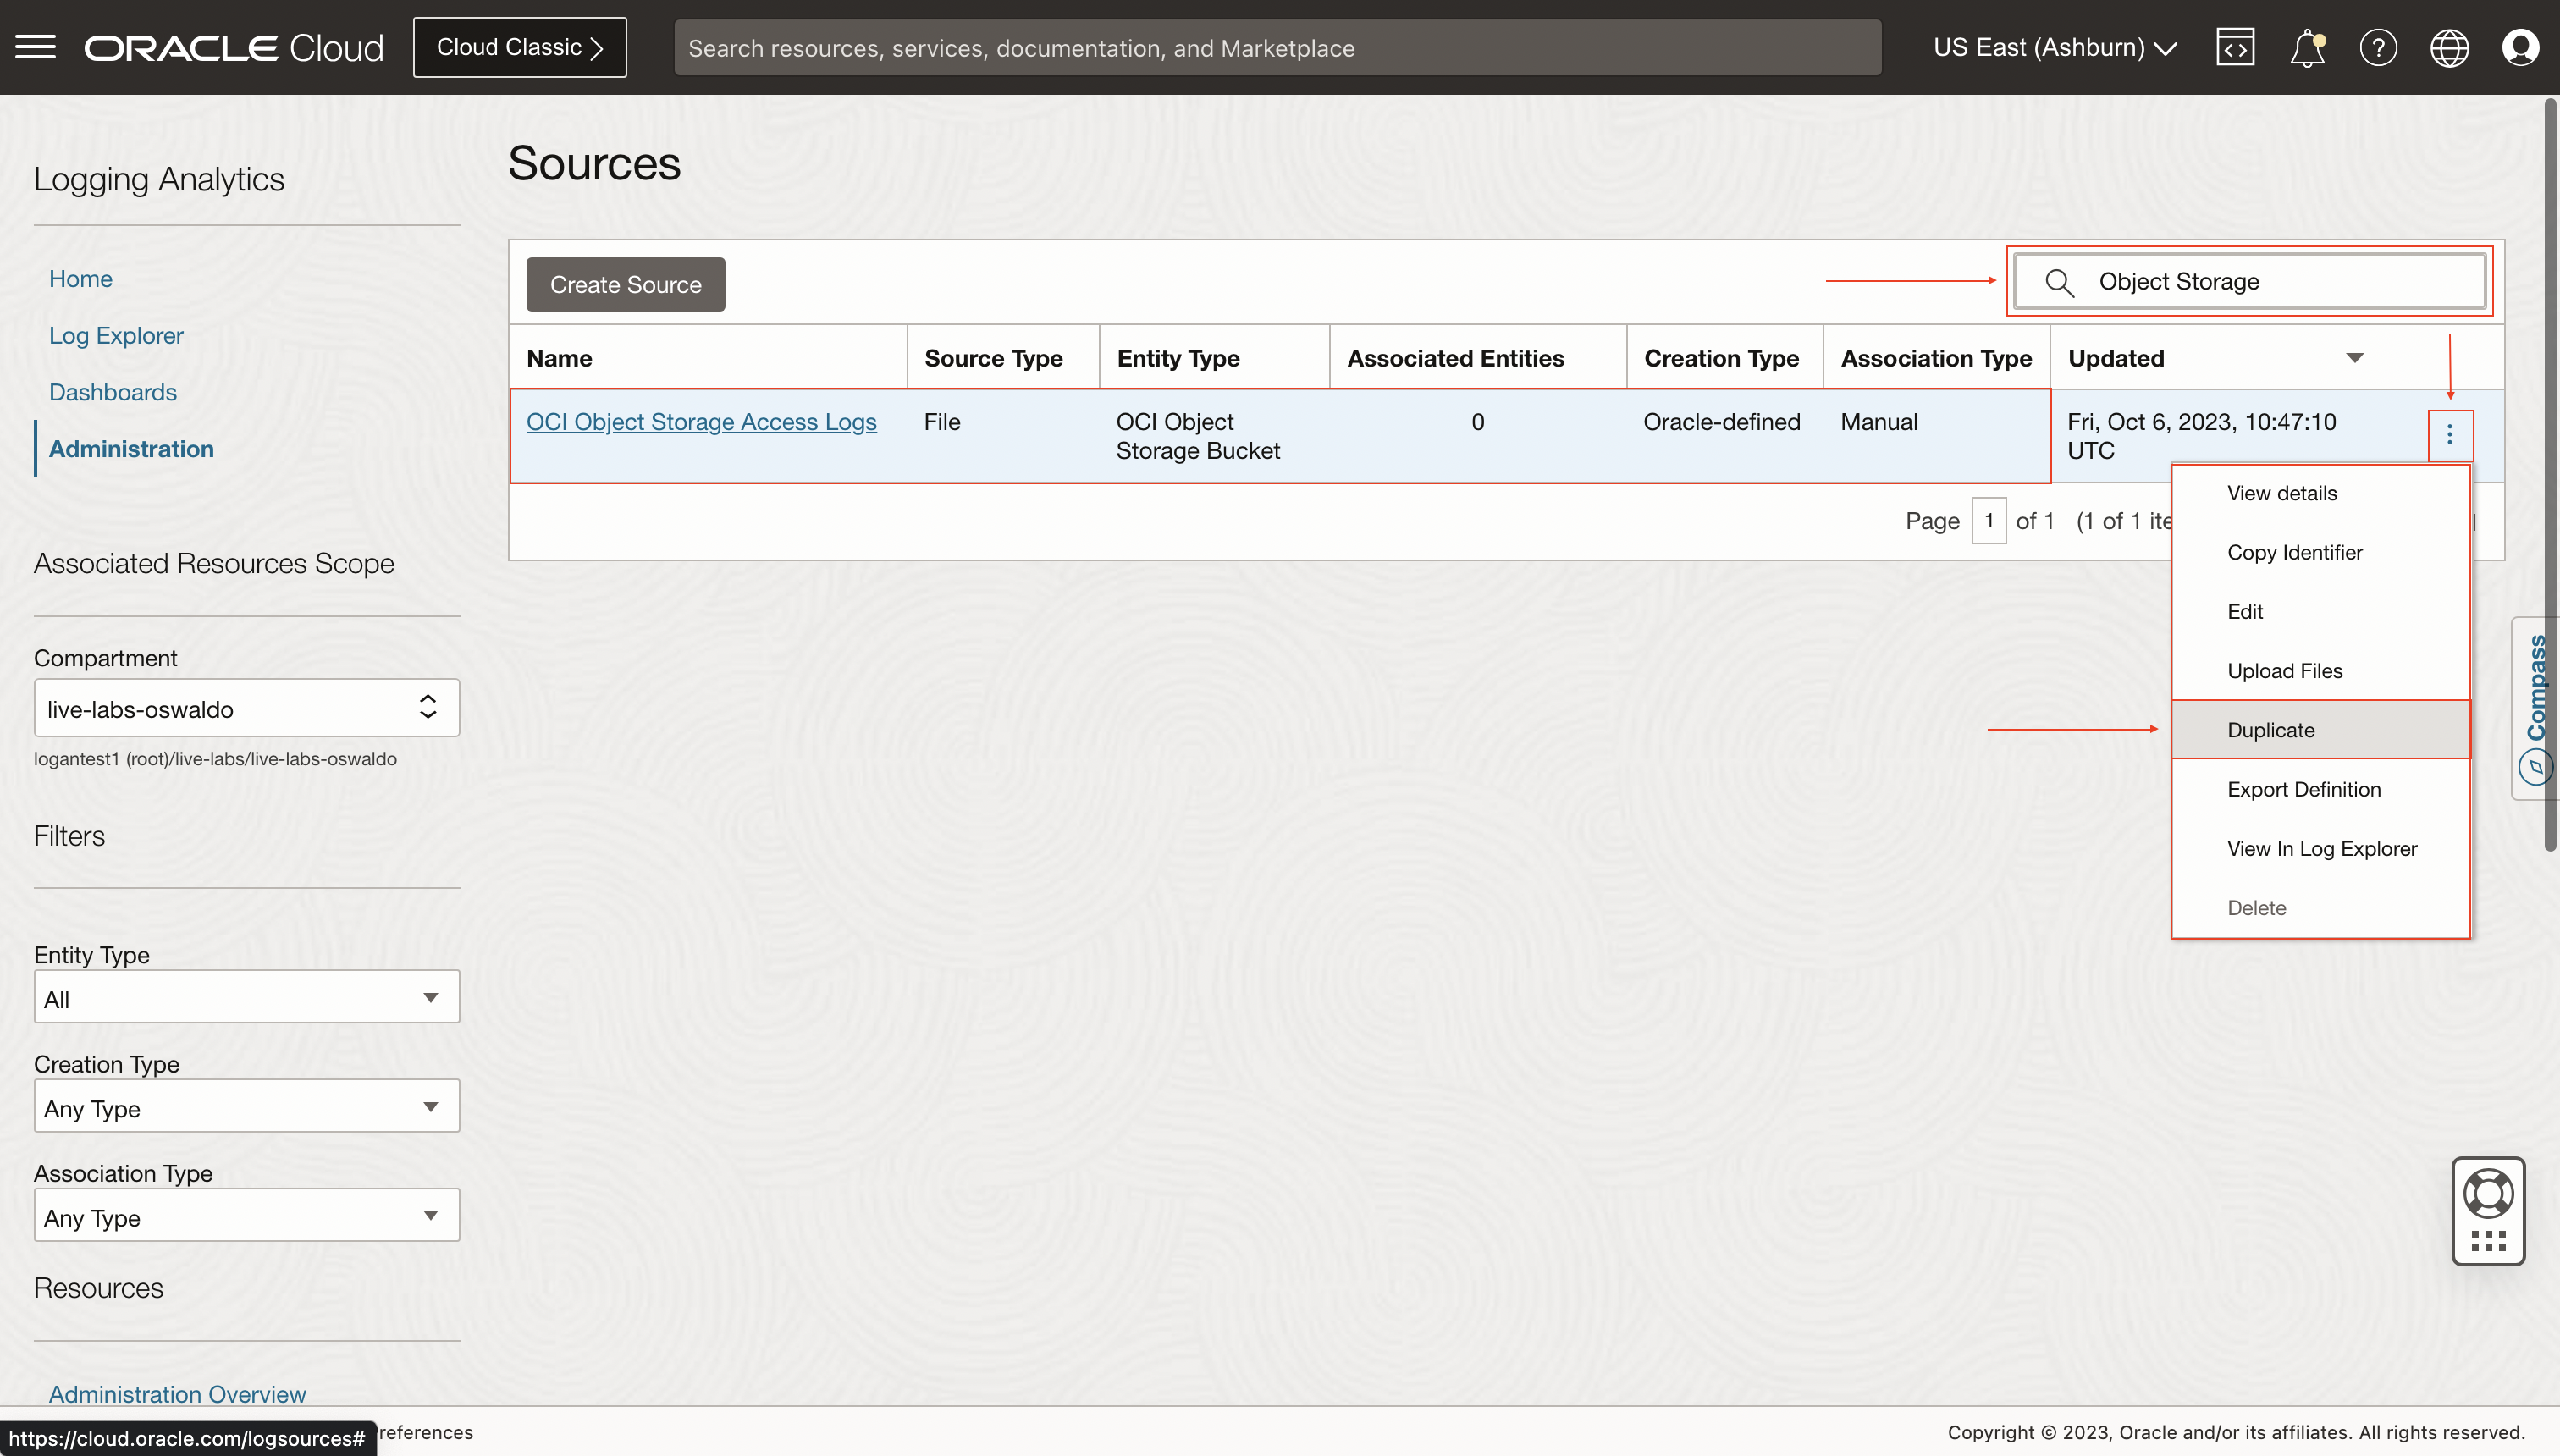 ORACLE Cloud
Cloud Classic
Search resources, services, documentation, and Marketplace
US East (Ashburn)
Logging Analytics
Home
Log Explorer
Dashboards
Administration
Associated Resources Scope
Compartment
live-labs-oswaldo
logantest1 (root)/live-labs/live-labs-oswaldo
Filters
Entity Type
All
Creation Type
Any Type
Association Type
Any Type
Resources
Administration Overview
Sources
Create Source
Object Storage
Name Source Type Entity Type Associated Entities Creation Type Association Type Updated
OCI Object Storage Access Logs File OCI Object 0 Oracle-defined Manual Fri, Oct 6, 2023, 10:47:10
Storage Bucket UTC
Page 1 of 1 (1 of 1 ite
View details
Copy Identifier
Edit
Upload Files
Duplicate
Export Definition
View In Log Explorer
Delete
Compass
https://cloud.oracle.com/logsources#
references
Copyright © 2023, Oracle and/or its affiliates. All rights reserved.